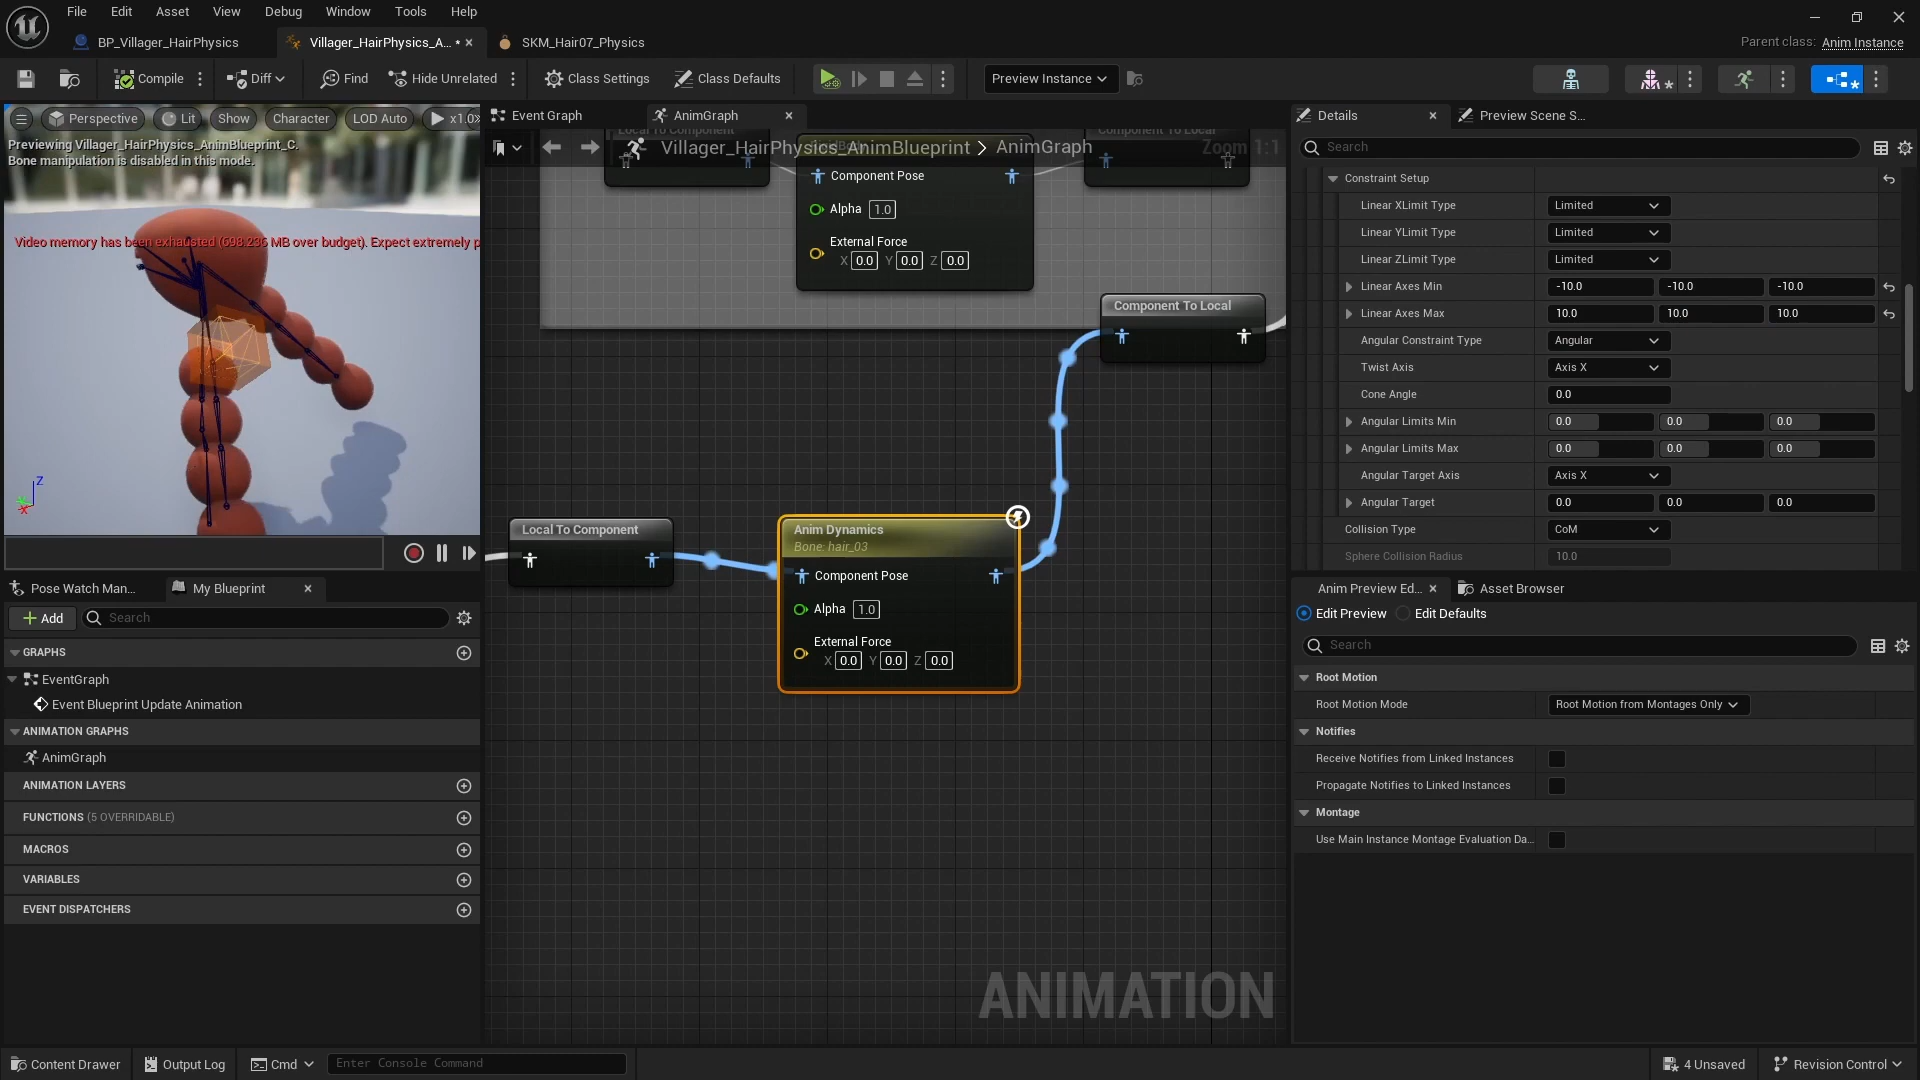 File Edit Asset View Debug Window Tools Help
BP_Villager_HairPhysics
Villager_HairPhysics_A... •
SKM_Hair07_Physics
Parent class: Anim Instance
Compile
Diff
Find
Hide Unrelated
Class Settings
Class Defaults
Preview Instance
Perspective
Lit
Show
Character
LOD Auto
x1.0
Previewing Villager_HairPhysics_AnimBlueprint_C.
Bone manipulation is disabled in this mode.
Video memory has been exhausted (698.236 MB over budget). Expect extremely p
Z
X
Event Graph
AnimGraph
Villager_HairPhysics_AnimBlueprint > AnimGraph
Zoom 1:1
Local To Component
Component To Local
Component Pose
Alpha 1.0
External Force
X 0.0 Y 0.0 Z 0.0
Component To Local
Local To Component
Anim Dynamics
Bone: hair_03
Component Pose
Alpha 1.0
External Force
X 0.0 Y 0.0 Z 0.0
ANIMATION
Pose Watch Man...
My Blueprint
Add
Search
GRAPHS
EventGraph
Event Blueprint Update Animation
ANIMATION GRAPHS
AnimGraph
ANIMATION LAYERS
FUNCTIONS (5 OVERRIDABLE)
MACROS
VARIABLES
EVENT DISPATCHERS
Details
Preview Scene S...
Search
Constraint Setup
Linear XLimit Type Limited
Linear YLimit Type Limited
Linear ZLimit Type Limited
Linear Axes Min -10.0 -10.0 -10.0
Linear Axes Max 10.0 10.0 10.0
Angular Constraint Type Angular
Twist Axis Axis X
Cone Angle 0.0
Angular Limits Min 0.0 0.0 0.0
Angular Limits Max 0.0 0.0 0.0
Angular Target Axis Axis X
Angular Target 0.0 0.0 0.0
Collision Type CoM
Sphere Collision Radius 10.0
Anim Preview Ed...
Asset Browser
Edit Preview
Edit Defaults
Search
Root Motion
Root Motion Mode Root Motion from Montages Only
Notifies
Receive Notifies from Linked Instances
Propagate Notifies to Linked Instances
Montage
Use Main Instance Montage Evaluation Da...
Content Drawer
Output Log
Cmd
Enter Console Command
4 Unsaved
Revision Control